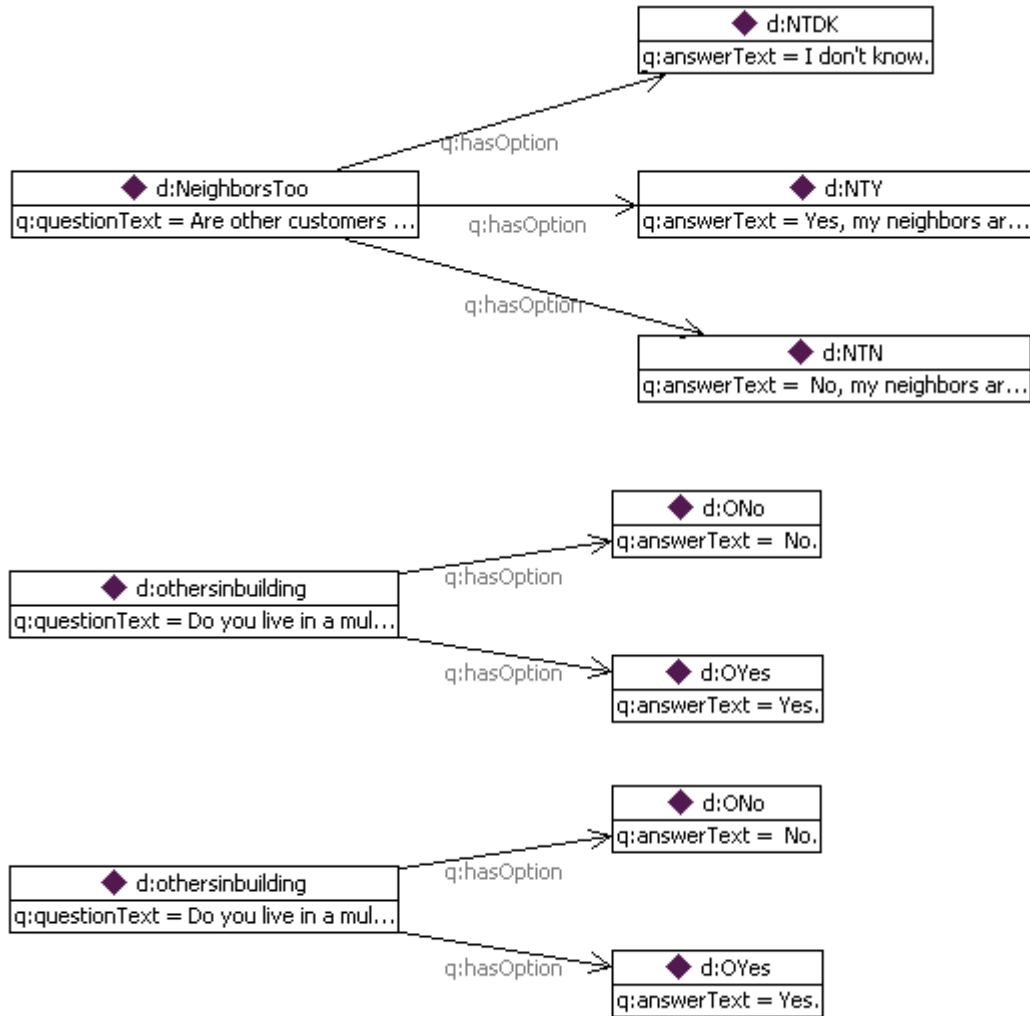 d:NTDK
q:answerText = I don't know.
q:hasOption
d:NeighborsToo
q:questionText = Are other customers ...
q:hasOption
d:NTY
q:answerText = Yes, my neighbors ar...
q:hasOption
d:NTN
q:answerText =  No, my neighbors ar...
d:ONo
q:answerText =  No.
q:hasOption
d:othersinbuilding
q:questionText = Do you live in a mul...
q:hasOption
d:OYes
q:answerText = Yes.
d:ONo
q:answerText =  No.
q:hasOption
d:othersinbuilding
q:questionText = Do you live in a mul...
q:hasOption
d:OYes
q:answerText = Yes.